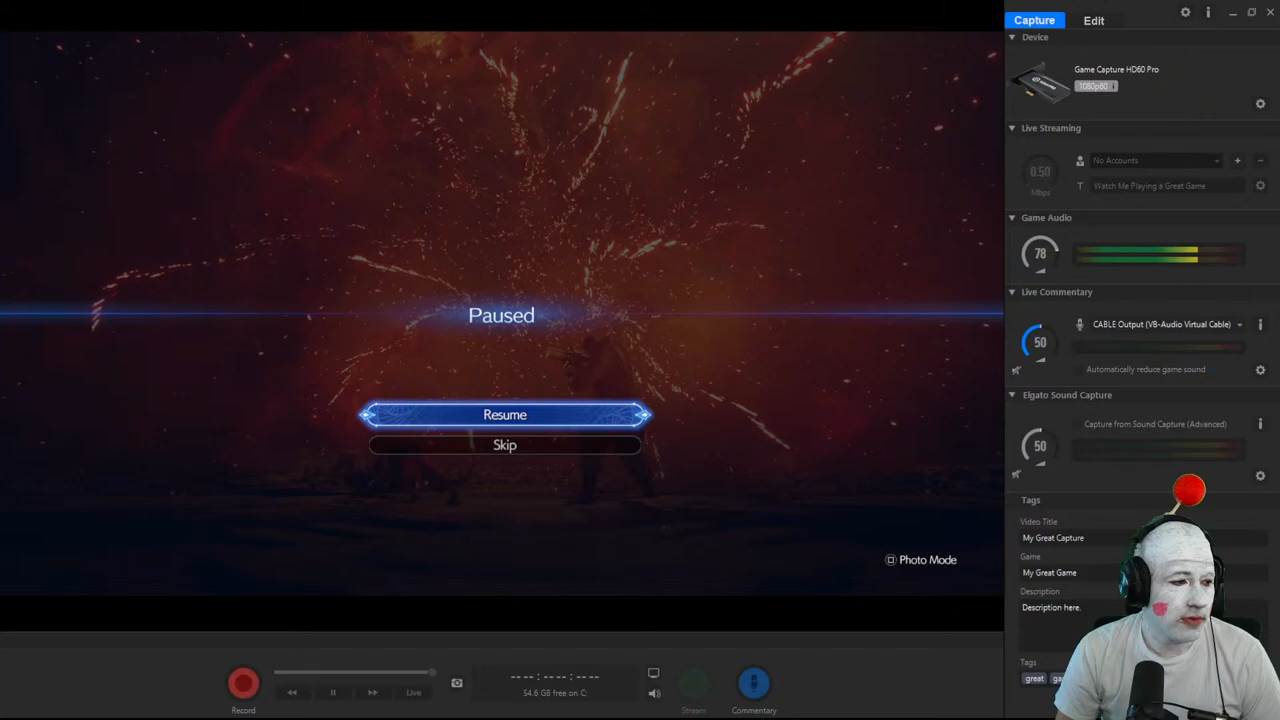 Capture
Edit
Device
Game Capture HD60 Pro
1080p60
Live Streaming
0.50
Mbps
No Accounts
T
Watch Me Playing a Great Game
Game Audio
78
Live Commentary
50
CABLE Output (VB-Audio Virtual Cable)
Automatically reduce game sound
Elgato Sound Capture
50
Capture from Sound Capture (Advanced)
Tags
Video Title
My Great Capture
Game
My Great Game
Description
Description here.
Tags
great
Paused
Resume
Skip
Photo Mode
Record
Live
--:--:--
54.6 GB free on C:
Stream
Commentary